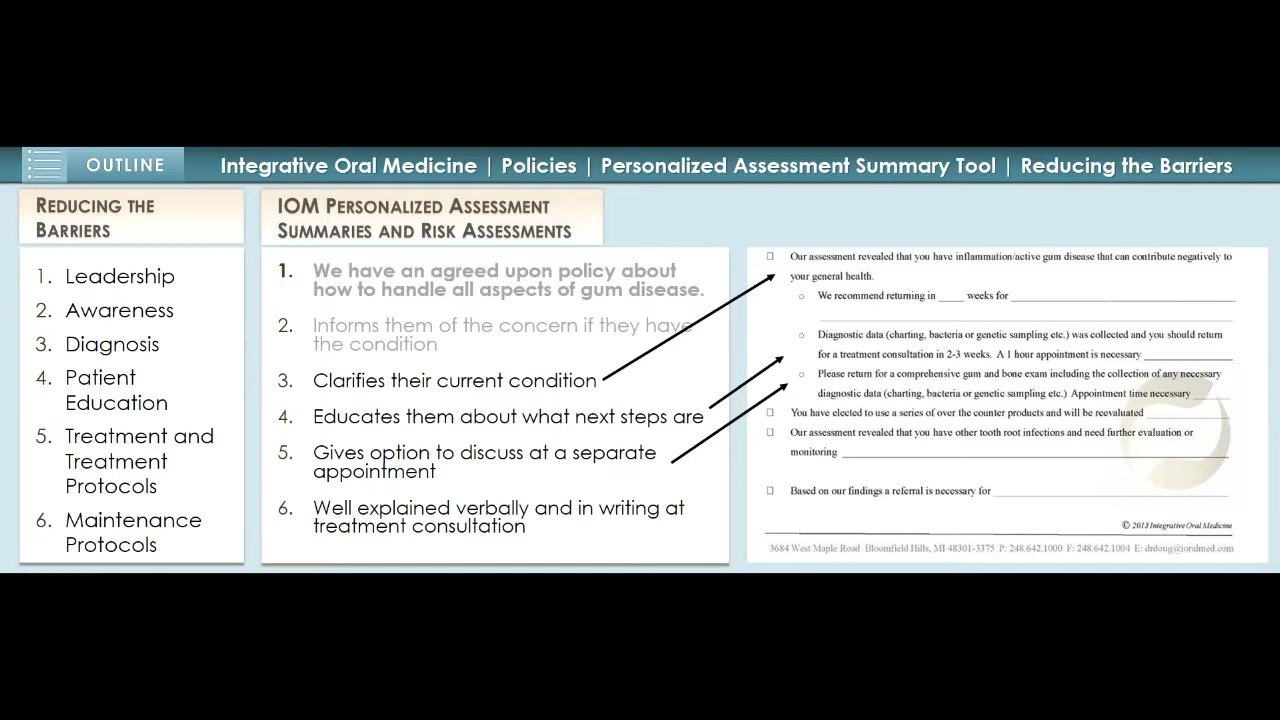 OUTLINE
Integrative Oral Medicine | Policies | Personalized Assessment Summary Tool | Reducing the Barriers
REDUCING THE
BARRIERS
1. Leadership
2. Awareness
3. Diagnosis
4. Patient
Education
5. Treatment and
Treatment
Protocols
6. Maintenance
Protocols
IOM PERSONALIZED ASSESSMENT
SUMMARIES AND RISK ASSESSMENTS
1. We have an agreed upon policy about
how to handle all aspects of gum disease.
2. Informs them of the concern if they have
the condition
3. Clarifies their current condition
4. Educates them about what next steps are
5. Gives option to discuss at a separate
appointment
6. Well explained verbally and in writing at
treatment consultation
Our assessment revealed that you have inflammation/active gum disease that can contribute negatively to
your general health.
We recommend returning in _____ weeks for
Diagnostic data (charting, bacteria or genetic sampling etc.) was collected and you should return
for a treatment consultation in 2-3 weeks. A 1 hour appointment is necessary
Please return for a comprehensive gum and bone exam including the collection of any necessary
diagnostic data (charting, bacteria or genetic sampling etc.) Appointment time necessary
You have elected to use a series of over the counter products and will be reevaluated
Our assessment revealed that you have other tooth root infections and need further evaluation or
monitoring
Based on our findings a referral is necessary for
© 2013 Integrative Oral Medicine
3684 West Maple Road Bloomfield Hills, MI 48301-3375 P: 248.642.1000 F: 248.642.1004 E: drdoug@ioralmed.com